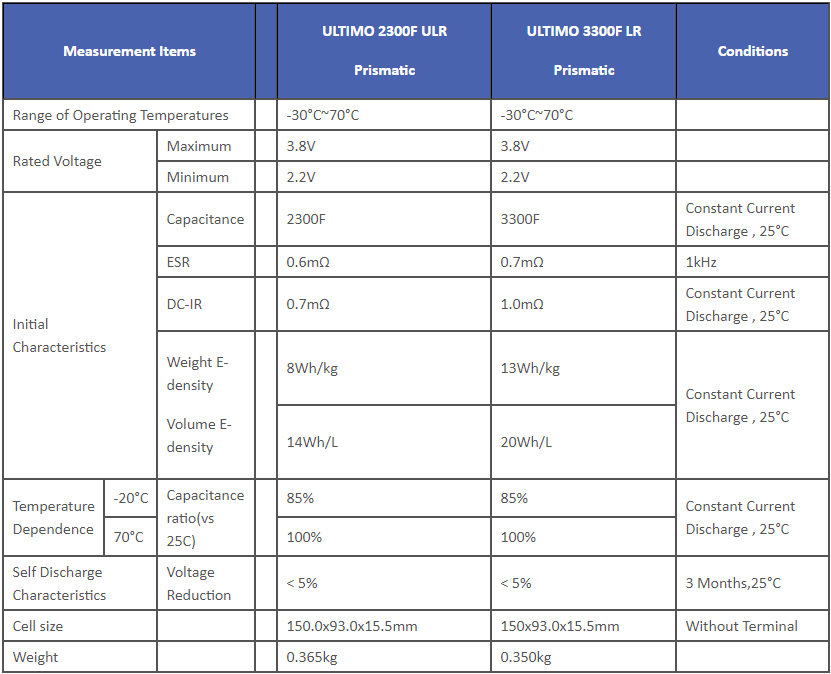 Measurement Items
ULTIMO 2300F ULR
Prismatic
ULTIMO 3300F LR
Prismatic
Conditions
Range of Operating Temperatures
-30°C~70°C
-30°C~70°C
Rated Voltage
Maximum
3.8V
3.8V
Minimum
2.2V
2.2V
Initial
Characteristics
Capacitance
2300F
3300F
Constant Current
Discharge , 25°C
ESR
0.6mΩ
0.7mΩ
1kHz
DC-IR
0.7mΩ
1.0mΩ
Constant Current
Discharge , 25°C
Weight E-
density
Volume E-
density
8Wh/kg
13Wh/kg
Constant Current
Discharge , 25°C
14Wh/L
20Wh/L
Temperature
Dependence
-20°C
Capacitance
ratio(vs
25C)
85%
85%
Constant Current
Discharge , 25°C
70°C
100%
100%
Self Discharge
Characteristics
Voltage
Reduction
< 5%
< 5%
3 Months,25°C
Cell size
150.0x93.0x15.5mm
150x93.0x15.5mm
Without Terminal
Weight
0.365kg
0.350kg